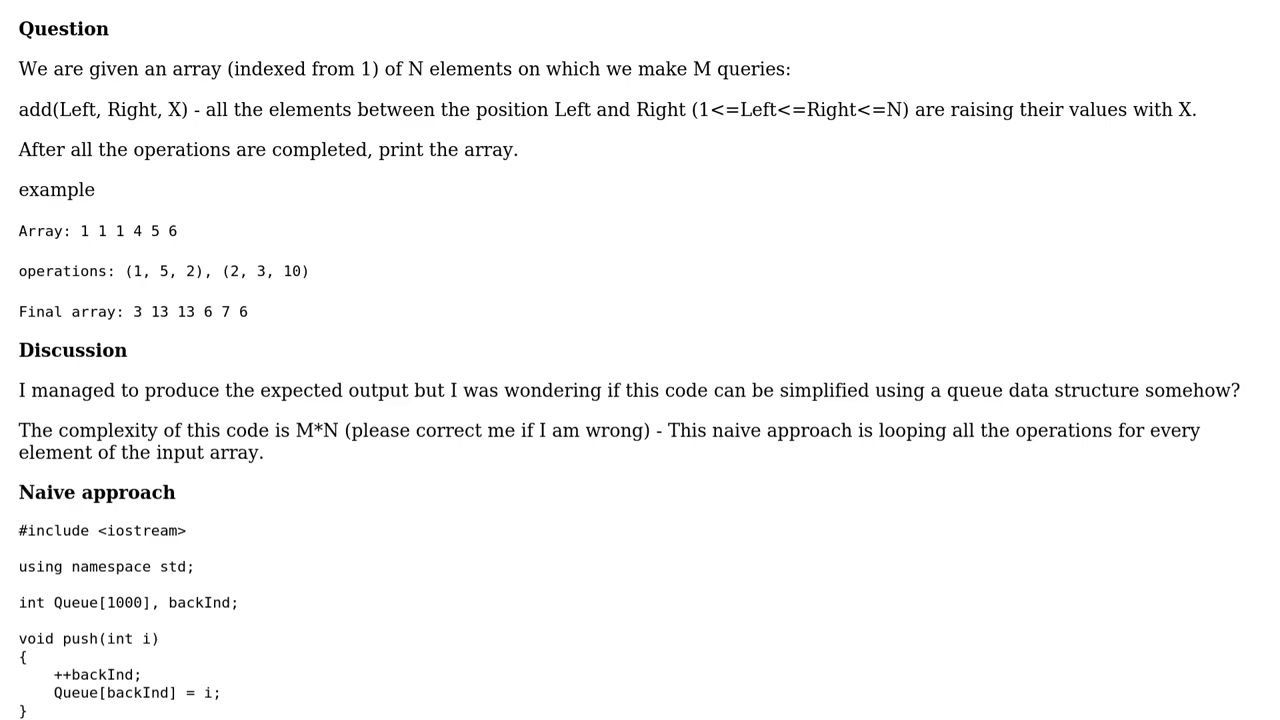 Question
We are given an array (indexed from 1) of N elements on which we make M queries:
add(Left, Right, X) - all the elements between the position Left and Right (1<=Left<=Right<=N) are raising their values with X.
After all the operations are completed, print the array.
example
Array: 1 1 1 4 5 6
operations: (1, 5, 2), (2, 3, 10)
Final array: 3 13 13 6 7 6
Discussion
I managed to produce the expected output but I was wondering if this code can be simplified using a queue data structure somehow?
The complexity of this code is M*N (please correct me if I am wrong) - This naive approach is looping all the operations for every
element of the input array.
Naive approach
#include <iostream>
using namespace std;
int Queue[1000], backInd;
void push(int i)
{
    ++backInd;
    Queue[backInd] = i;
}